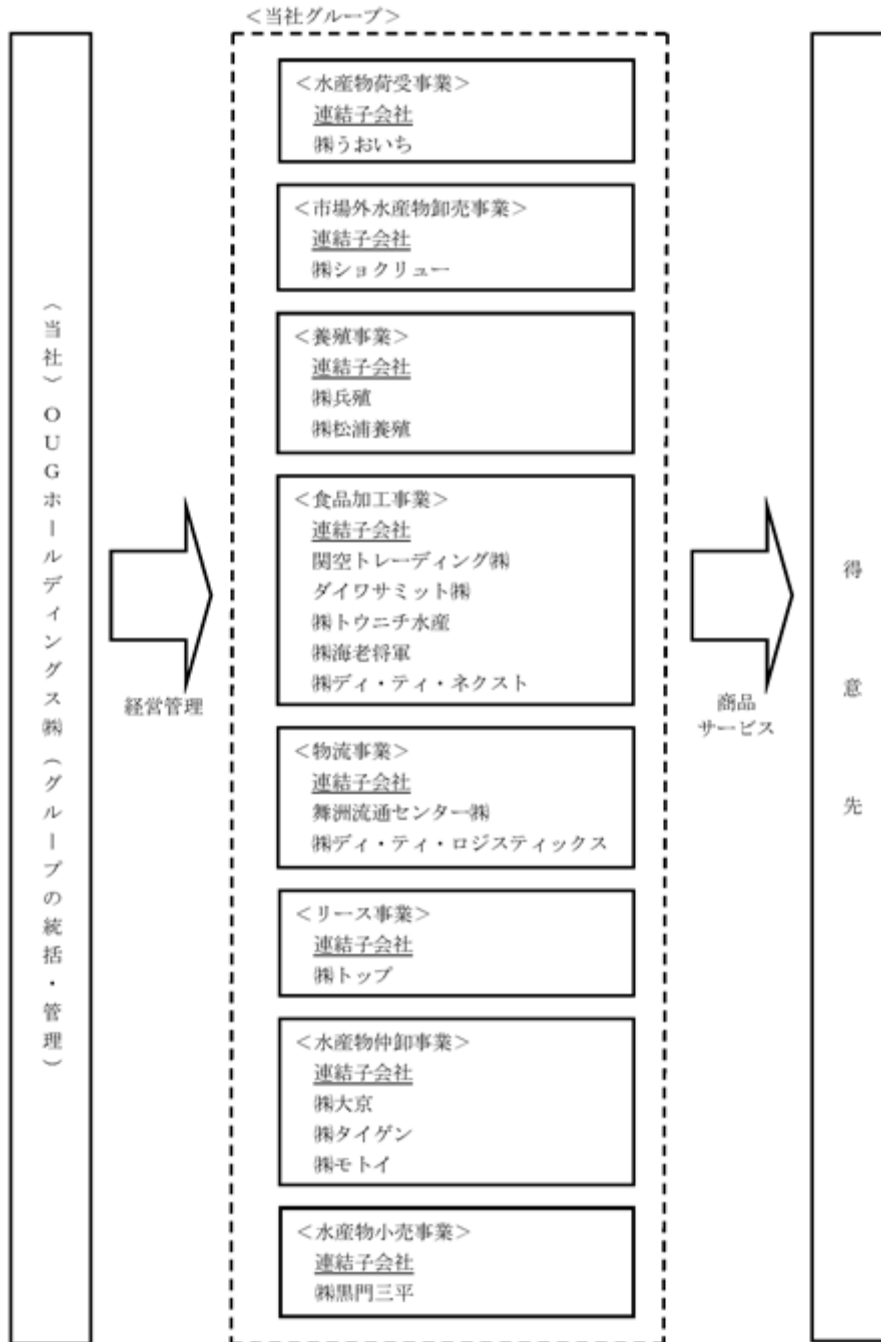 ＜当社グループ＞
（当社）OUGホールディングス㈱（グループの統括・管理）
経営管理
＜水産物荷受事業＞
連結子会社
㈱うおいち
＜市場外水産物卸売事業＞
連結子会社
㈱ショクリュー
＜養殖事業＞
連結子会社
㈱兵殖
㈱松浦養殖
＜食品加工事業＞
連結子会社
関空トレーディング㈱
ダイワサミット㈱
㈱トウニチ水産
㈱海老将軍
㈱ディ・ティ・ネクスト
＜物流事業＞
連結子会社
舞洲流通センター㈱
㈱ディ・ティ・ロジスティックス
＜リース事業＞
連結子会社
㈱トップ
＜水産物仲卸事業＞
連結子会社
㈱大京
㈱タイゲン
㈱モトイ
＜水産物小売事業＞
連結子会社
㈱黒門三平
商品
サービス
得意先